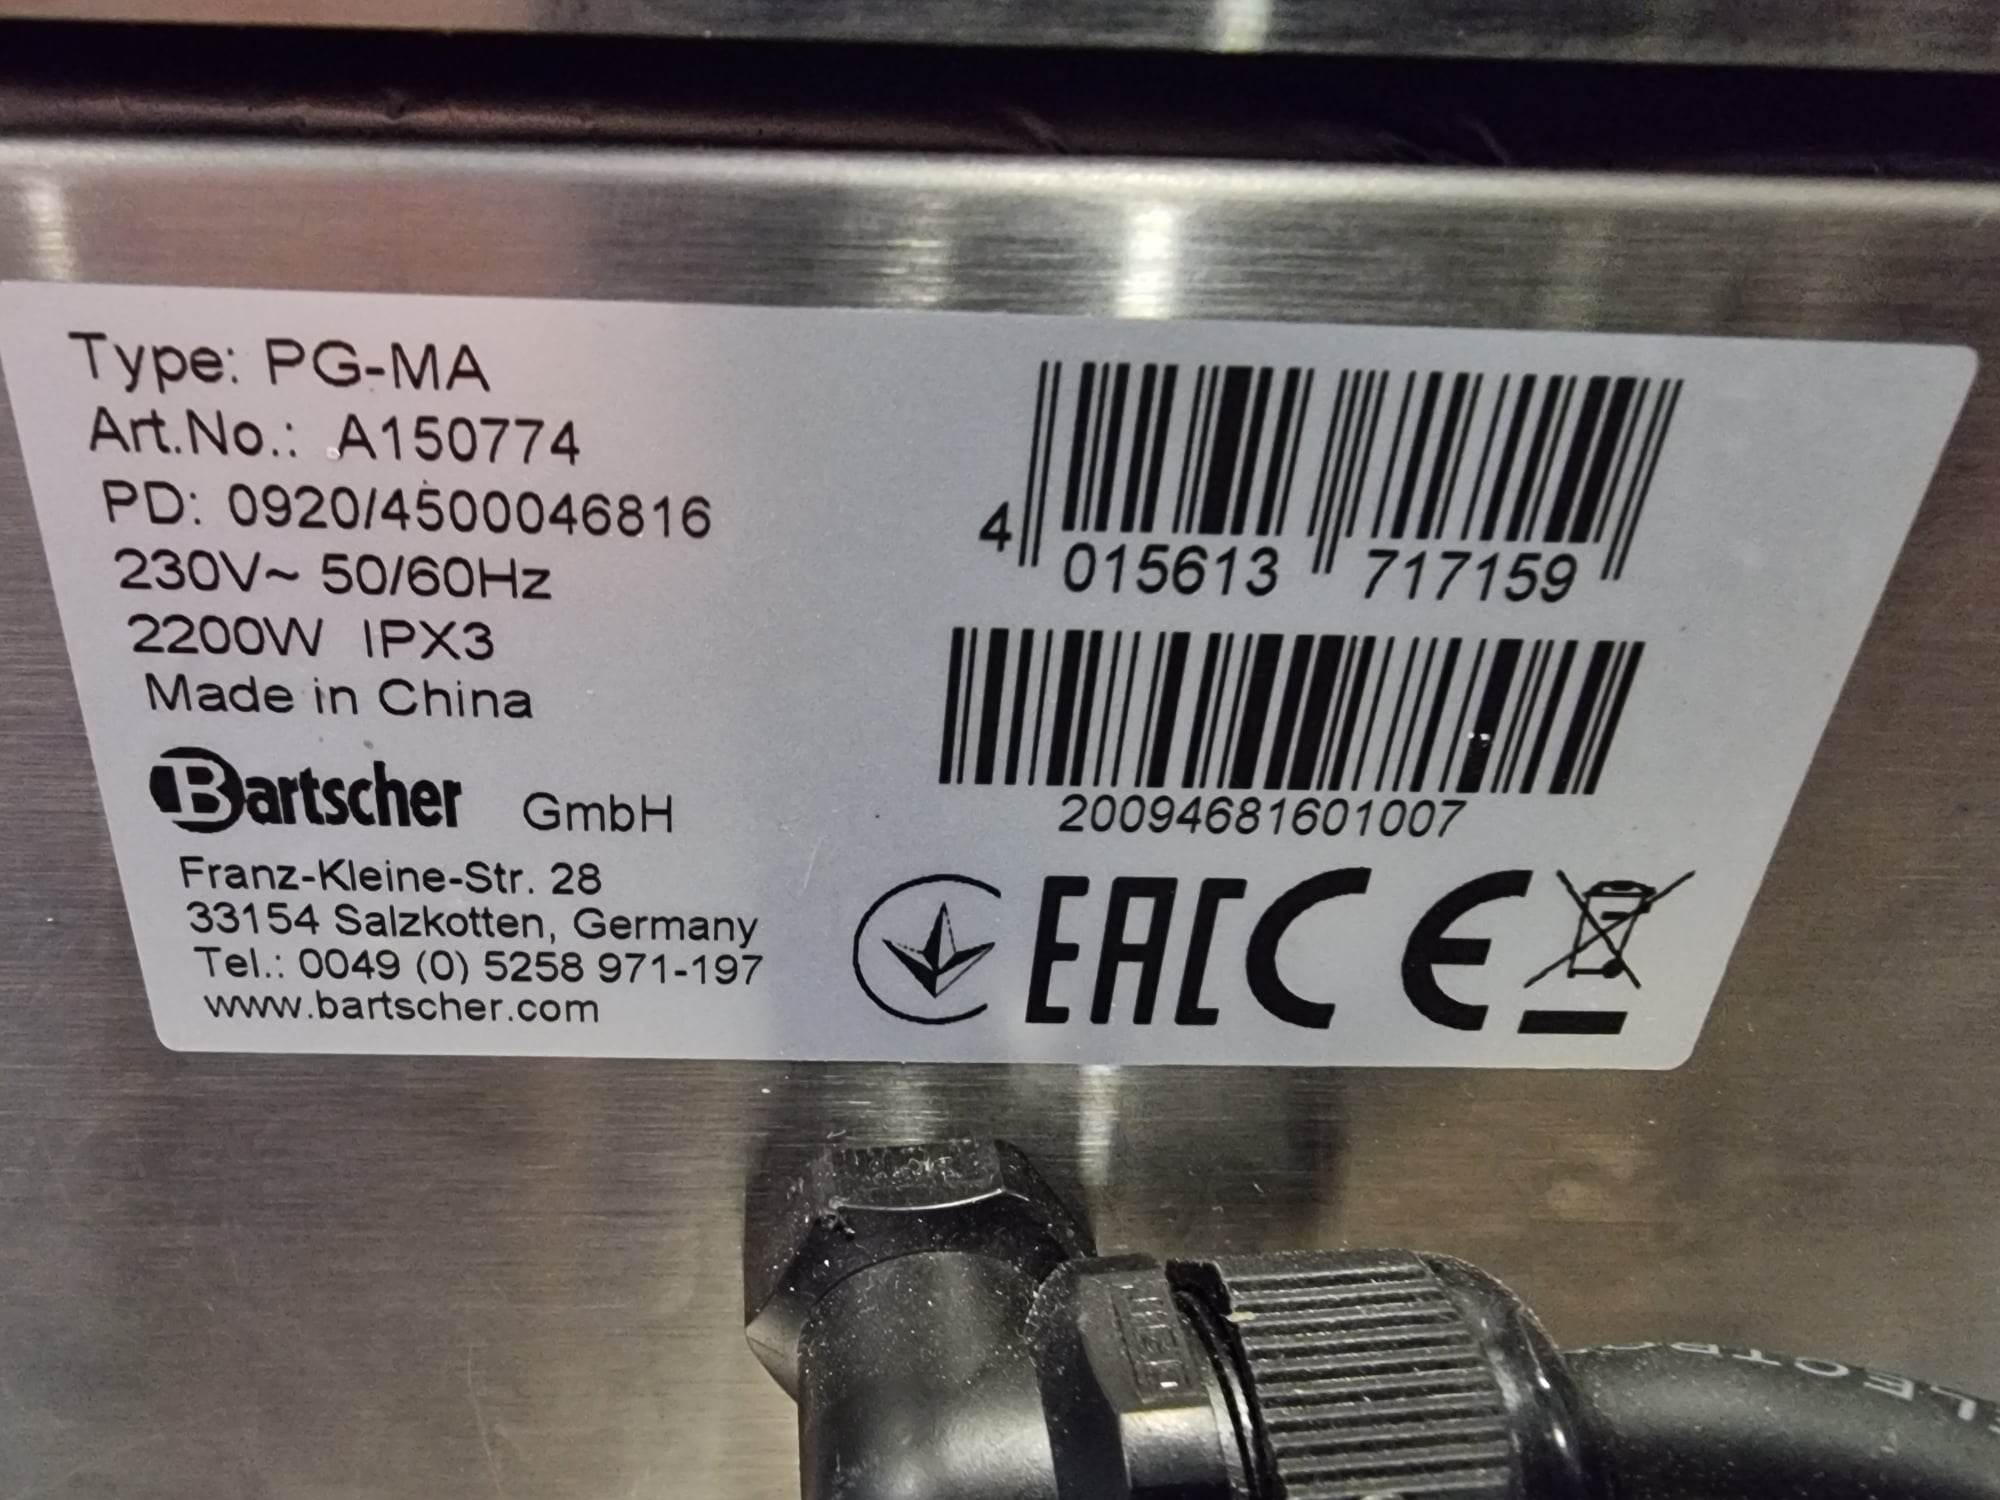 Type: PG-MA
Art.No.: A150774
PD: 0920/4500046816
230V~ 50/60Hz
2200W IPX3
Made in China
Bartscher GmbH
Franz-Kleine-Str. 28
33154 Salzkotten, Germany
Tel.: 0049 (0) 5258 971-197
www.bartscher.com
4 015613 717159
20094681601007
EAC CE